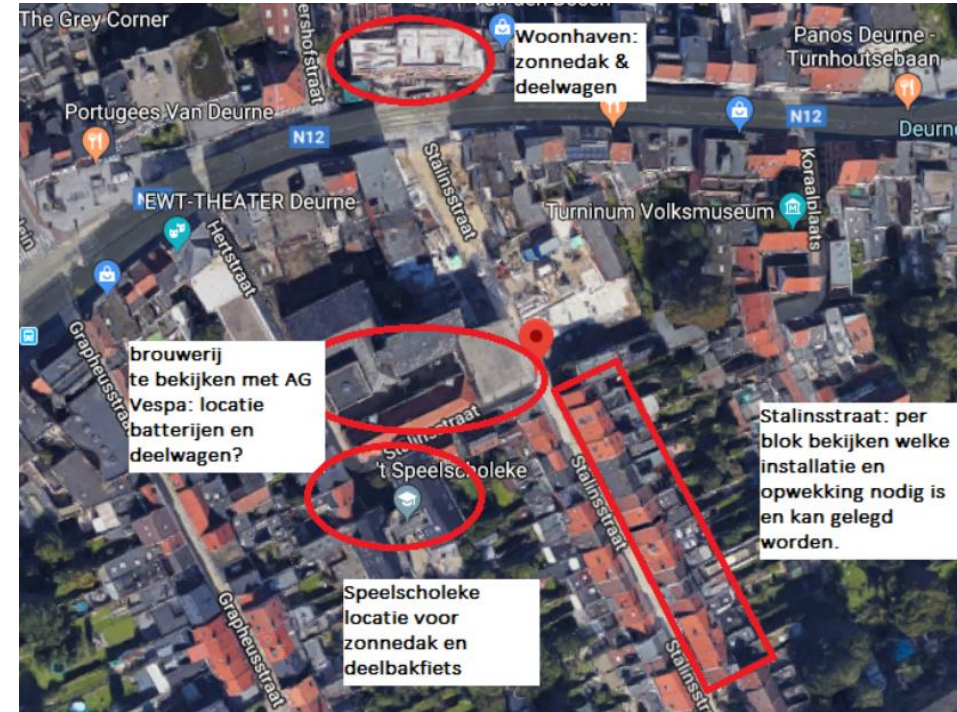 The Grey Corner
Woonhaven:
zonnedak &
deelwagen
Panos Deurne -
Turnhoutsebaan
Portugees Van Deurne
N12
N12
Deurne
Stalinsstraat
Koraalplaats
EWT-THEATER Deurne
Turninum Volksmuseum
Hertstraat
Grapheusstraat
brouwerij
te bekijken met AG
Vespa: locatie
batterijen en
deelwagen?
Stalinsstraat
't Speelscholeke
Stalinsstraat
Stalinsstraat: per
blok bekijken welke
installatie en
opwekking nodig is
en kan gelegd
worden.
Speelscholeke
locatie voor
zonnedak en
deelbakfiets
Grapheusstraat
Stalinsstr